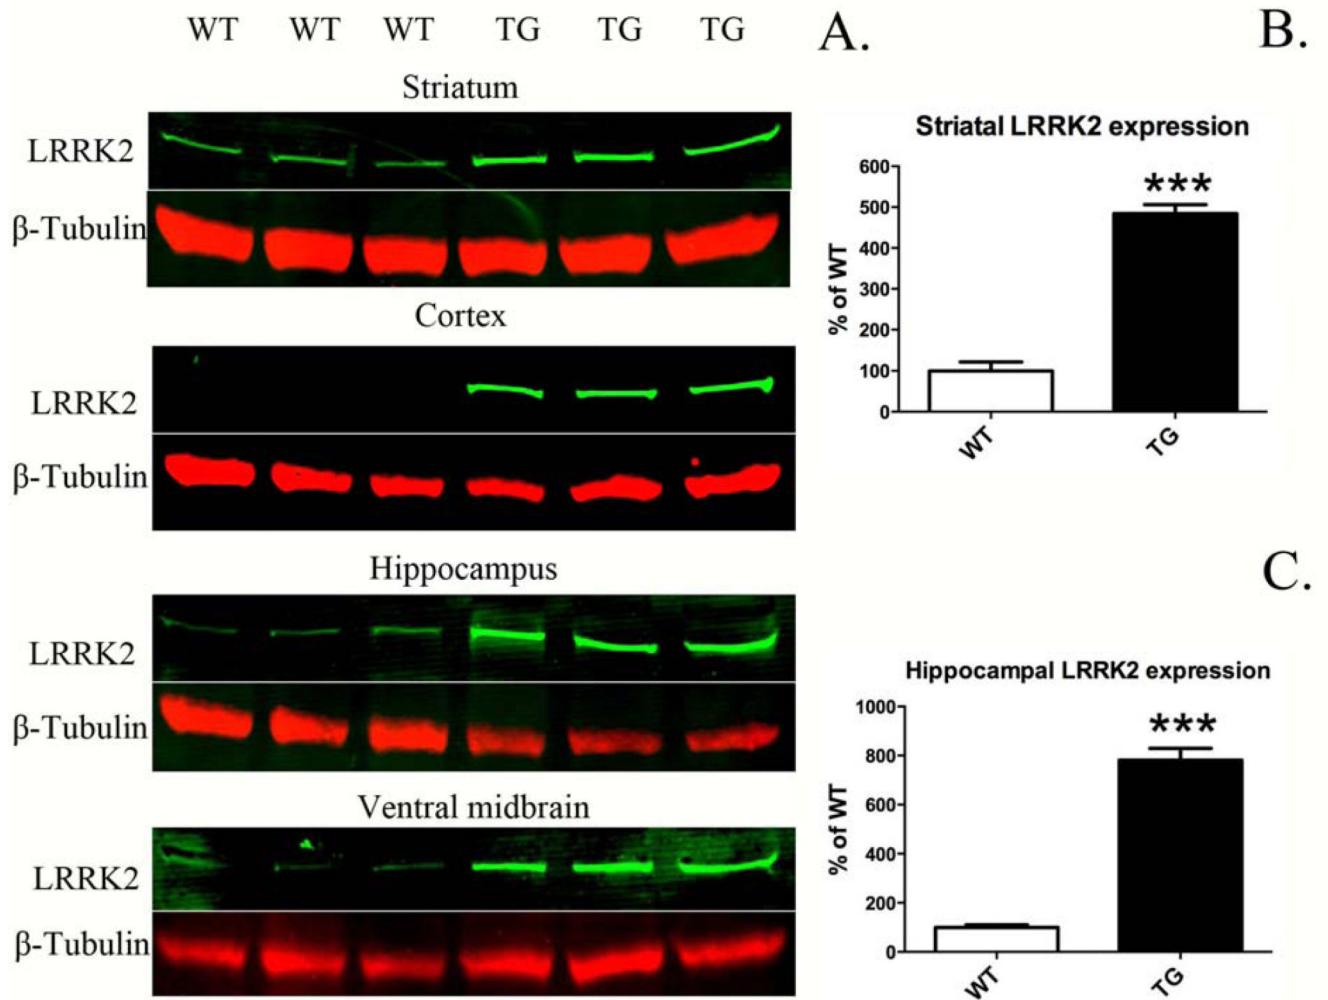 WT WT WT TG TG TG
A.
B.
Striatum
LRRK2
β-Tubulin
Cortex
LRRK2
β-Tubulin
Hippocampus
LRRK2
β-Tubulin
Ventral midbrain
LRRK2
β-Tubulin
Striatal LRRK2 expression
600
500
400
300
200
100
0
% of WT
***
WT
TG
C.
Hippocampal LRRK2 expression
1000
800
600
400
200
0
% of WT
***
WT
TG